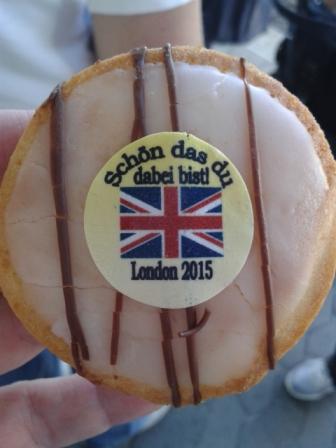 Schön das du
dabei bist!
London 2015